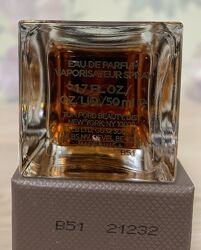 EAU DE PARFUM
VAPORISATEUR SPRAY
1.7 FL.OZ./
OZ.LIQ/50 ml ℮
TOM FORD BEAUTY, DIST
NEW YORK, NY
B51
B51 21232